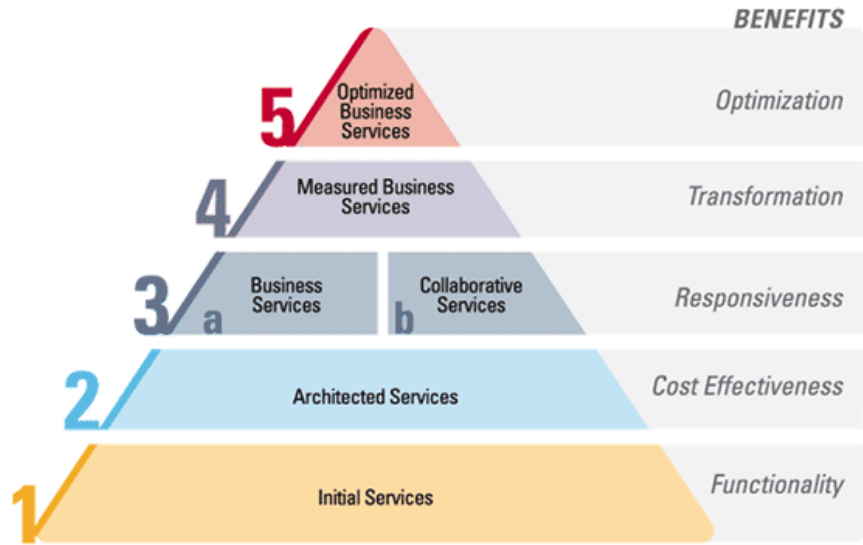 BENEFITS
5
Optimized
Business
Services
Optimization
4
Measured Business
Services
Transformation
3
a
Business
Services
b
Collaborative
Services
Responsiveness
2
Architected Services
Cost Effectiveness
1
Initial Services
Functionality